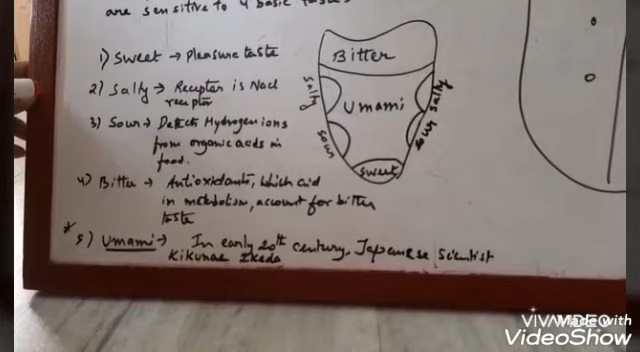 are sensitive to 4 basic tastes
1) Sweet → Pleasure taste
2) Salty → Receptor is Nacl
receptor
3) Sour → Detect Hydrogen ions
from organic acids in
food.
4) Bitter → Antioxidants, which aid
in metabolism, account for bitter
taste
* 5) Umami → In early 20th century, Japanese Scientist
Kikunae Ikeda
Bitter
Salty
Umami
Salty
Sour
Sour
Sweet
VIVAVIDEO
Made with
VideoShow